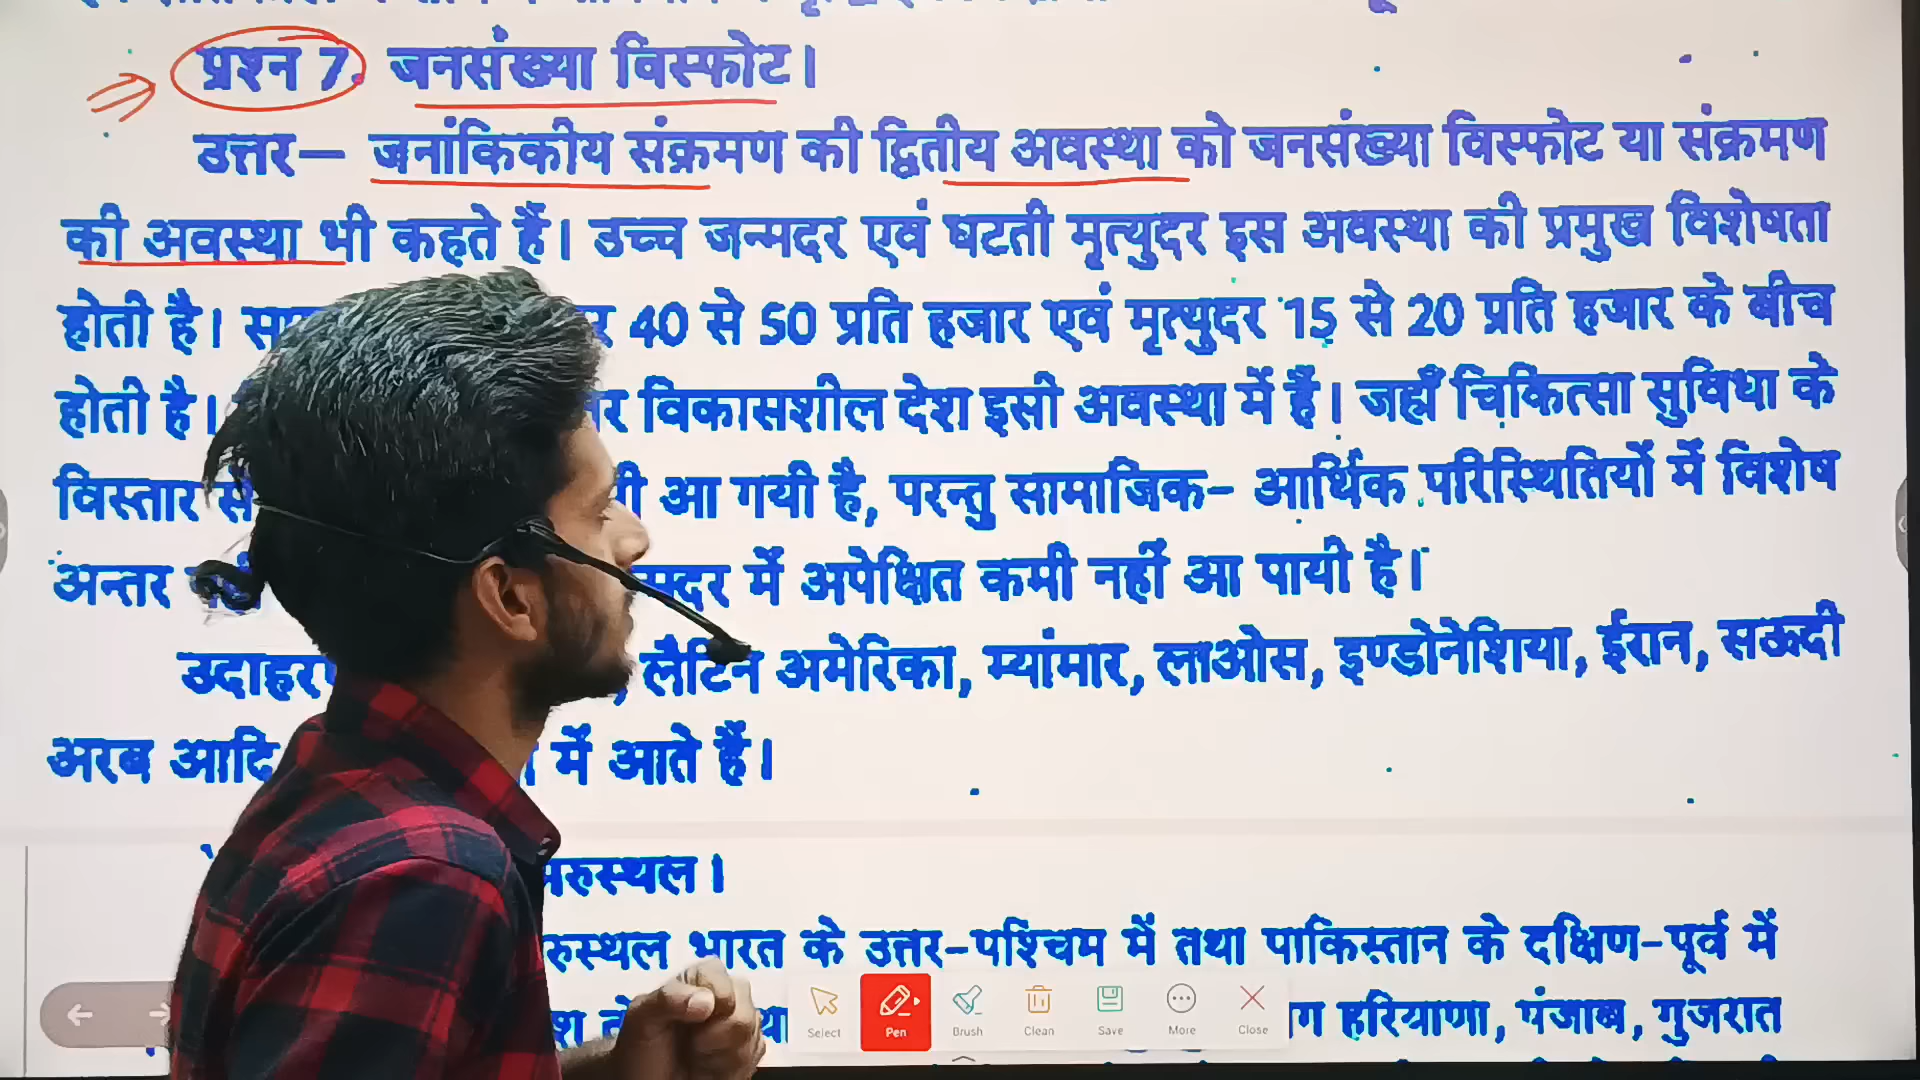 प्रश्न 7. जनसंख्या विस्फोट।
उत्तर— जनांकिकीय संक्रमण की द्वितीय अवस्था को जनसंख्या विस्फोट या संक्रमण
की अवस्था भी कहते हैं। उच्च जन्मदर एवं घटती मृत्युदर इस अवस्था की प्रमुख विशेषता
होती है। 40 से 50 प्रति हजार एवं मृत्युदर 15 से 20 प्रति हजार के बीच
होती है। विकासशील देश इसी अवस्था में हैं। जहाँ चिकित्सा सुविधा के
विस्तार से आ गयी है, परन्तु सामाजिक- आर्थिक परिस्थितियों में विशेष
अन्तर में अपेक्षित कमी नहीं आ पायी है।
लैटिन अमेरिका, म्यांमार, लाओस, इण्डोनेशिया, ईरान, सऊदी
अरब आदि में आते हैं।
मरुस्थल।
भारत के उत्तर-पश्चिम में तथा पाकिस्तान के दक्षिण-पूर्व में
हरियाणा, पंजाब, गुजरात
Select Pen Brush Clean Save More Close